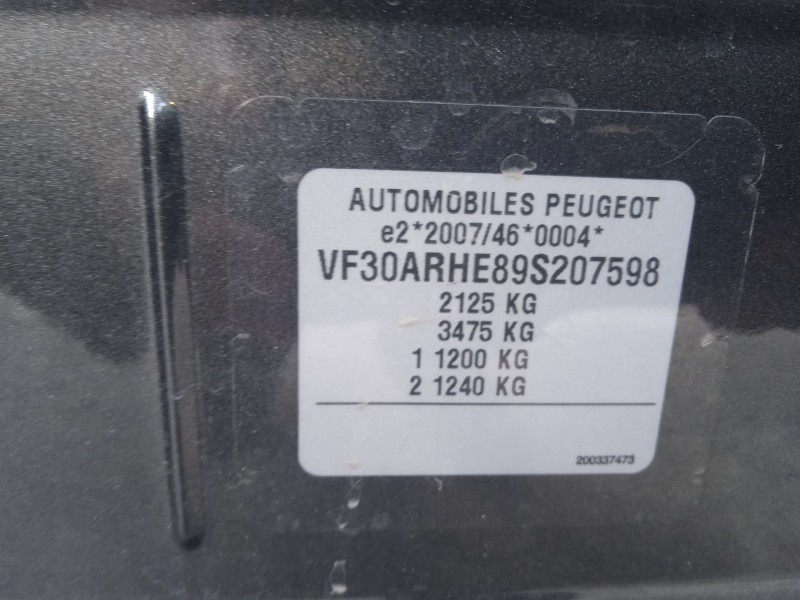 AUTOMOBILES PEUGEOT
e2*2007/46*0004*
VF30ARHE89S207598
2125 KG
3475 KG
1 1200 KG
2 1240 KG
200337473